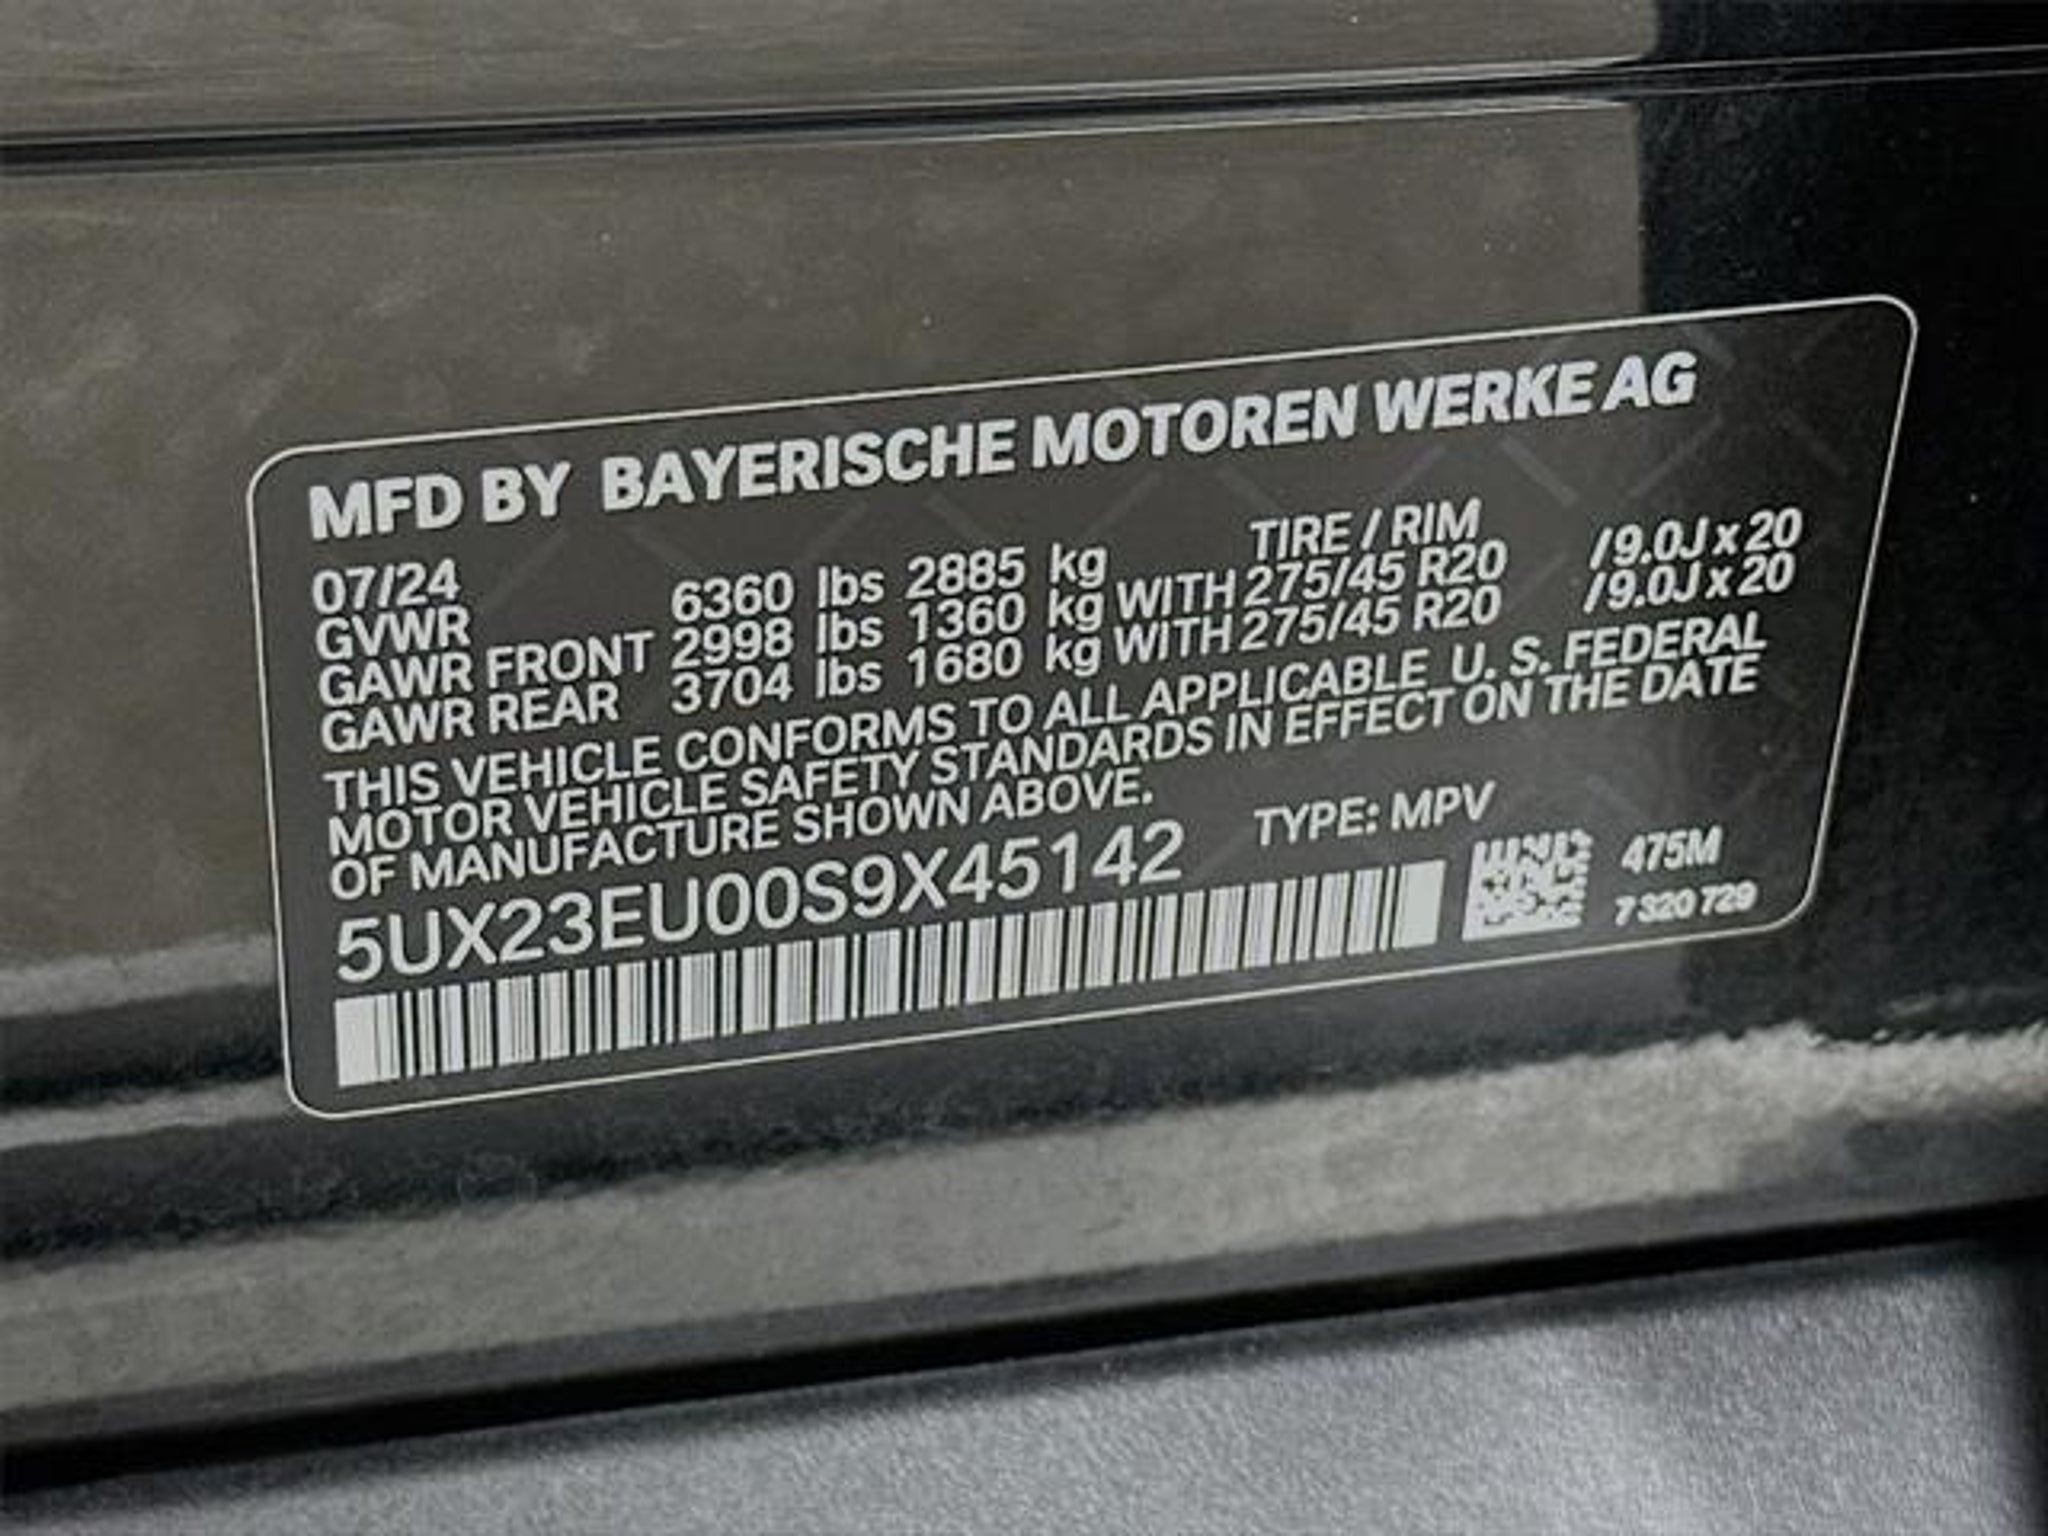 MFD BY BAYERISCHE MOTOREN WERKE AG
07/24 TIRE / RIM
GVWR 6360 lbs 2885 kg
GAWR FRONT 2998 lbs 1360 kg WITH 275/45 R20 /9.0J x 20
GAWR REAR 3704 lbs 1680 kg WITH 275/45 R20 /9.0J x 20
THIS VEHICLE CONFORMS TO ALL APPLICABLE U. S. FEDERAL
MOTOR VEHICLE SAFETY STANDARDS IN EFFECT ON THE DATE
OF MANUFACTURE SHOWN ABOVE.
5UX23EU00S9X45142 TYPE: MPV
475M
7 320 729